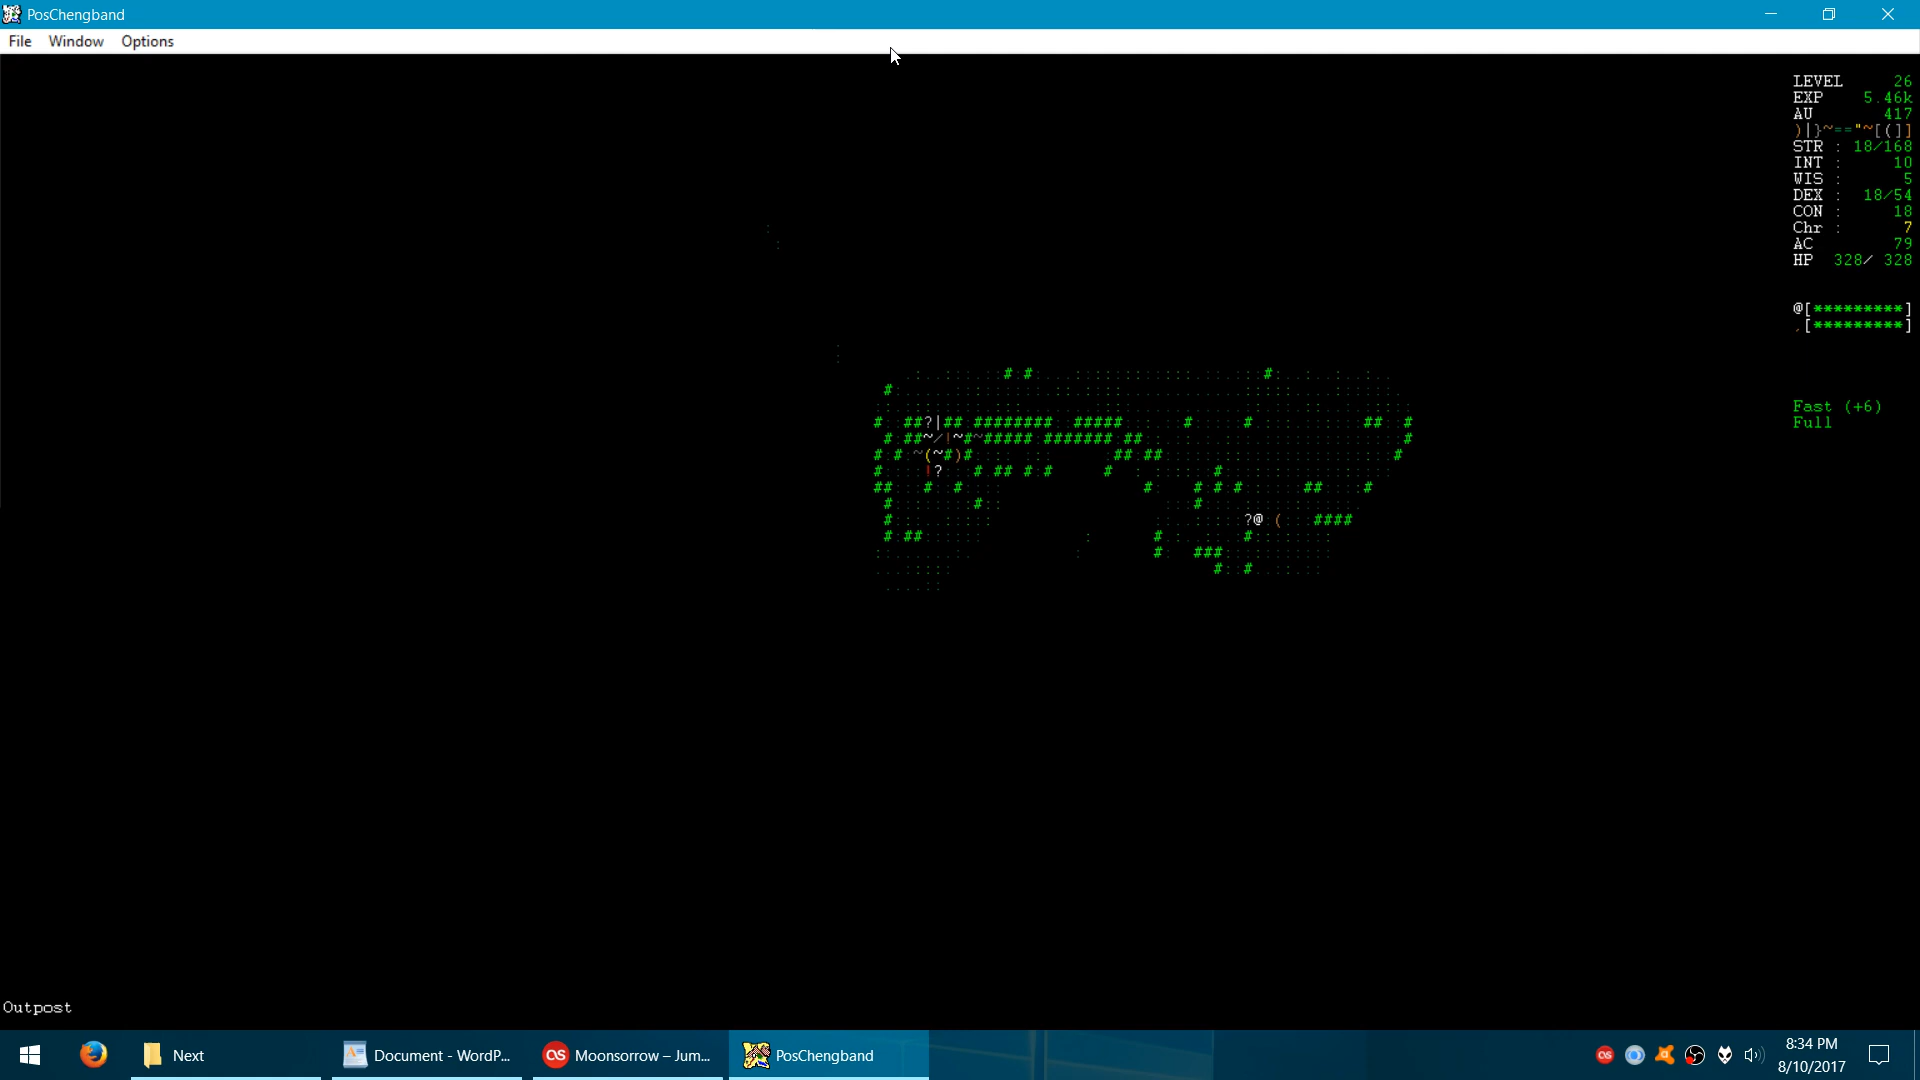 PosChengband
File Window Options
LEVEL 26
EXP 5.46k
AU 417
)|}~=="~[(]]
STR : 18/168
INT : 10
WIS : 5
DEX : 18/54
CON : 18
Chr : 7
AC 79
HP 328/ 328
@[*********]
,[*********]
Fast (+6)
Full
Outpost
Next
Document - WordP...
Moonsorrow – Jum...
PosChengband
8:34 PM
8/10/2017